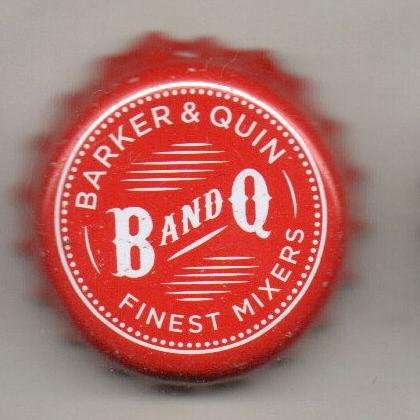 BARKER & QUIN
B AND Q
FINEST MIXERS